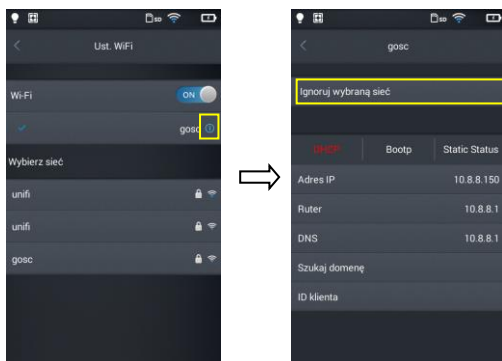 Ust. WiFi
Wi-Fi
ON
gosc
Wybierz sieć
unifi
unifi
gosc
gosc
Ignoruj wybraną sieć
DHCP Bootp Static Status
Adres IP 10.8.8.150
Ruter 10.8.8.1
DNS 10.8.8.1
Szukaj domenę
ID klienta